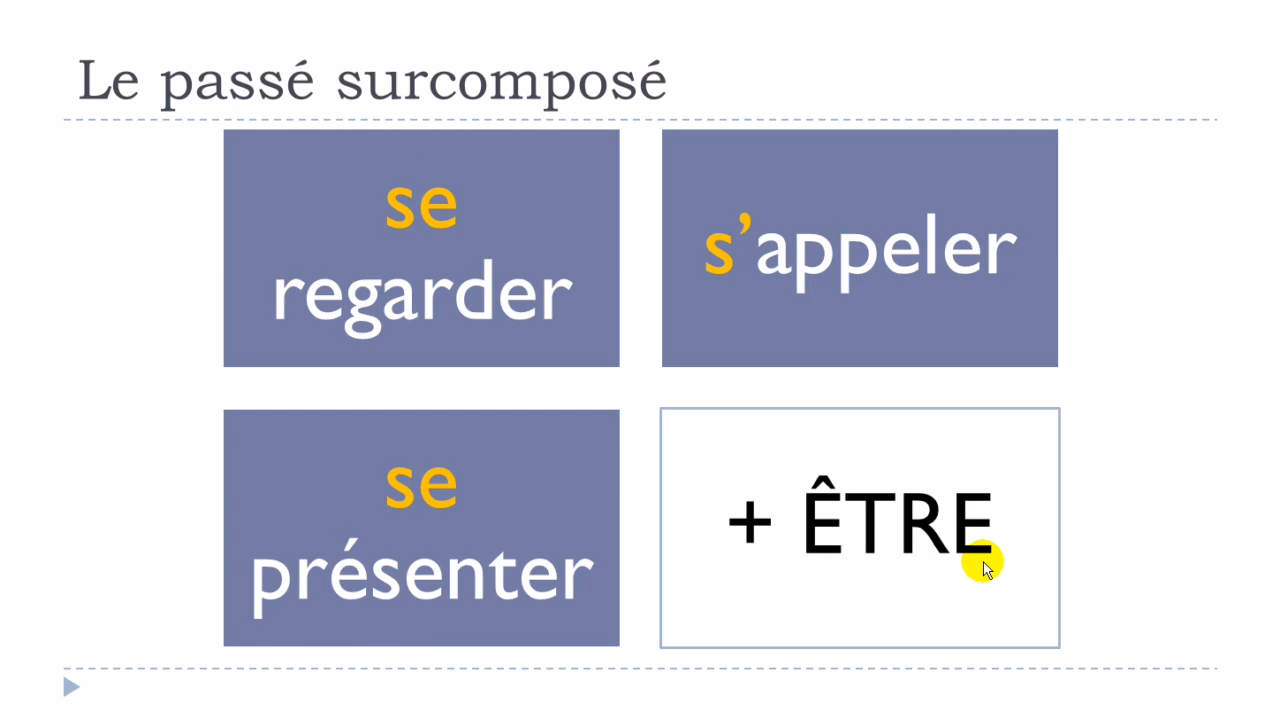 Le passé surcomposé
se
regarder
s’appeler
se
présenter
+ ÊTRE